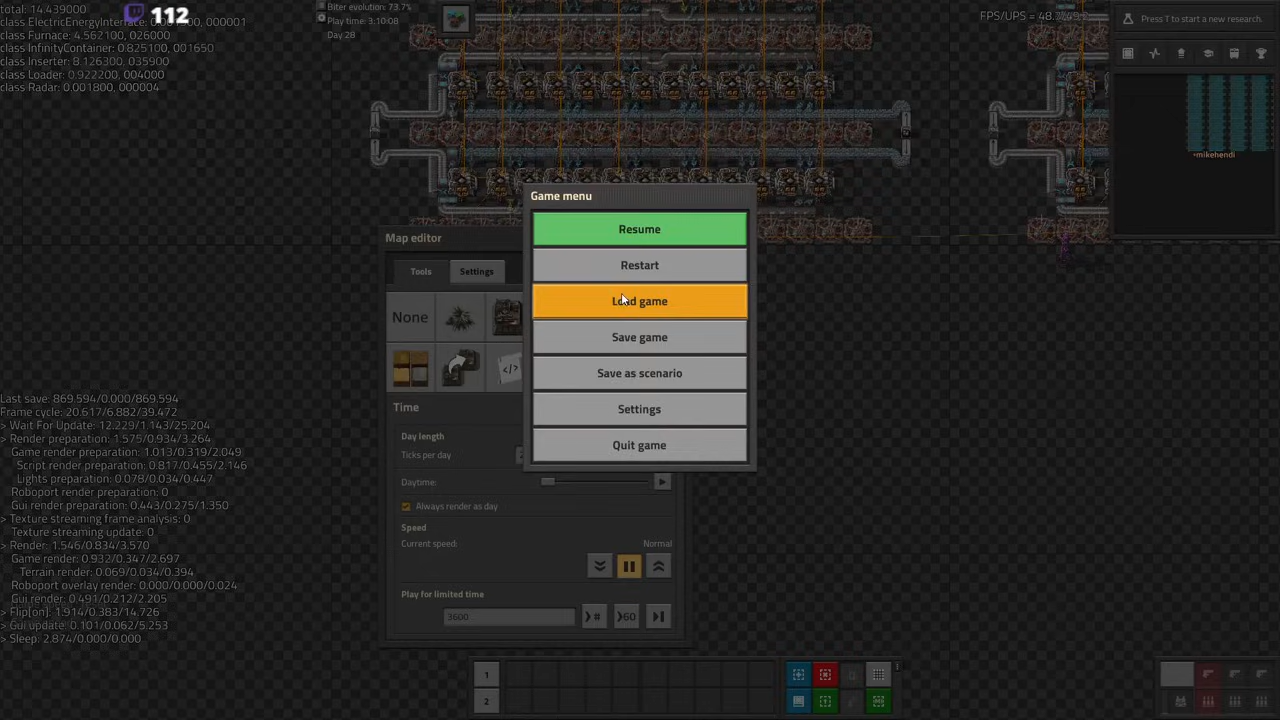 total: 14.439000
112
class ElectricEnergyInterface: 000001
class Furnace: 4.562100, 026000
class InfinityContainer: 0.825100, 001650
class Inserter: 8.126300, 035900
class Loader: 0.922200, 004000
class Radar: 0.001800, 000004
Biter evolution: 73.7%
Play time: 3:10:08
Day 28
FPS/UPS =
Press T to start a new research.
mikehendi
Game menu
Resume
Restart
Load game
Save game
Save as scenario
Settings
Quit game
Map editor
Tools
Settings
None
</>
Time
Day length
Ticks per day
Daytime:
Always render as day
Speed
Current speed:
Normal
Play for limited time
3600
#
60
Last save: 869.594/0.000/869.594
Frame cycle: 20.617/6.882/39.472
> Wait For Update: 12.229/1.143/25.204
> Render preparation: 1.575/0.934/3.264
Game render preparation: 1.013/0.319/2.049
Script render preparation: 0.817/0.455/2.146
Lights preparation: 0.078/0.034/0.447
Roboport render preparation: 0
Gui render preparation: 0.443/0.275/1.350
> Texture streaming frame analysis: 0
Texture streaming update: 0
> Render: 1.546/0.834/3.570
Game render: 0.932/0.347/2.697
Terrain render: 0.069/0.034/0.394
Roboport overlay render: 0.000/0.000/0.024
Gui render: 0.491/0.212/2.205
> Flip[on]: 1.914/0.383/14.726
> Gui update: 0.101/0.062/5.253
> Sleep: 2.874/0.000/0.000
1
2